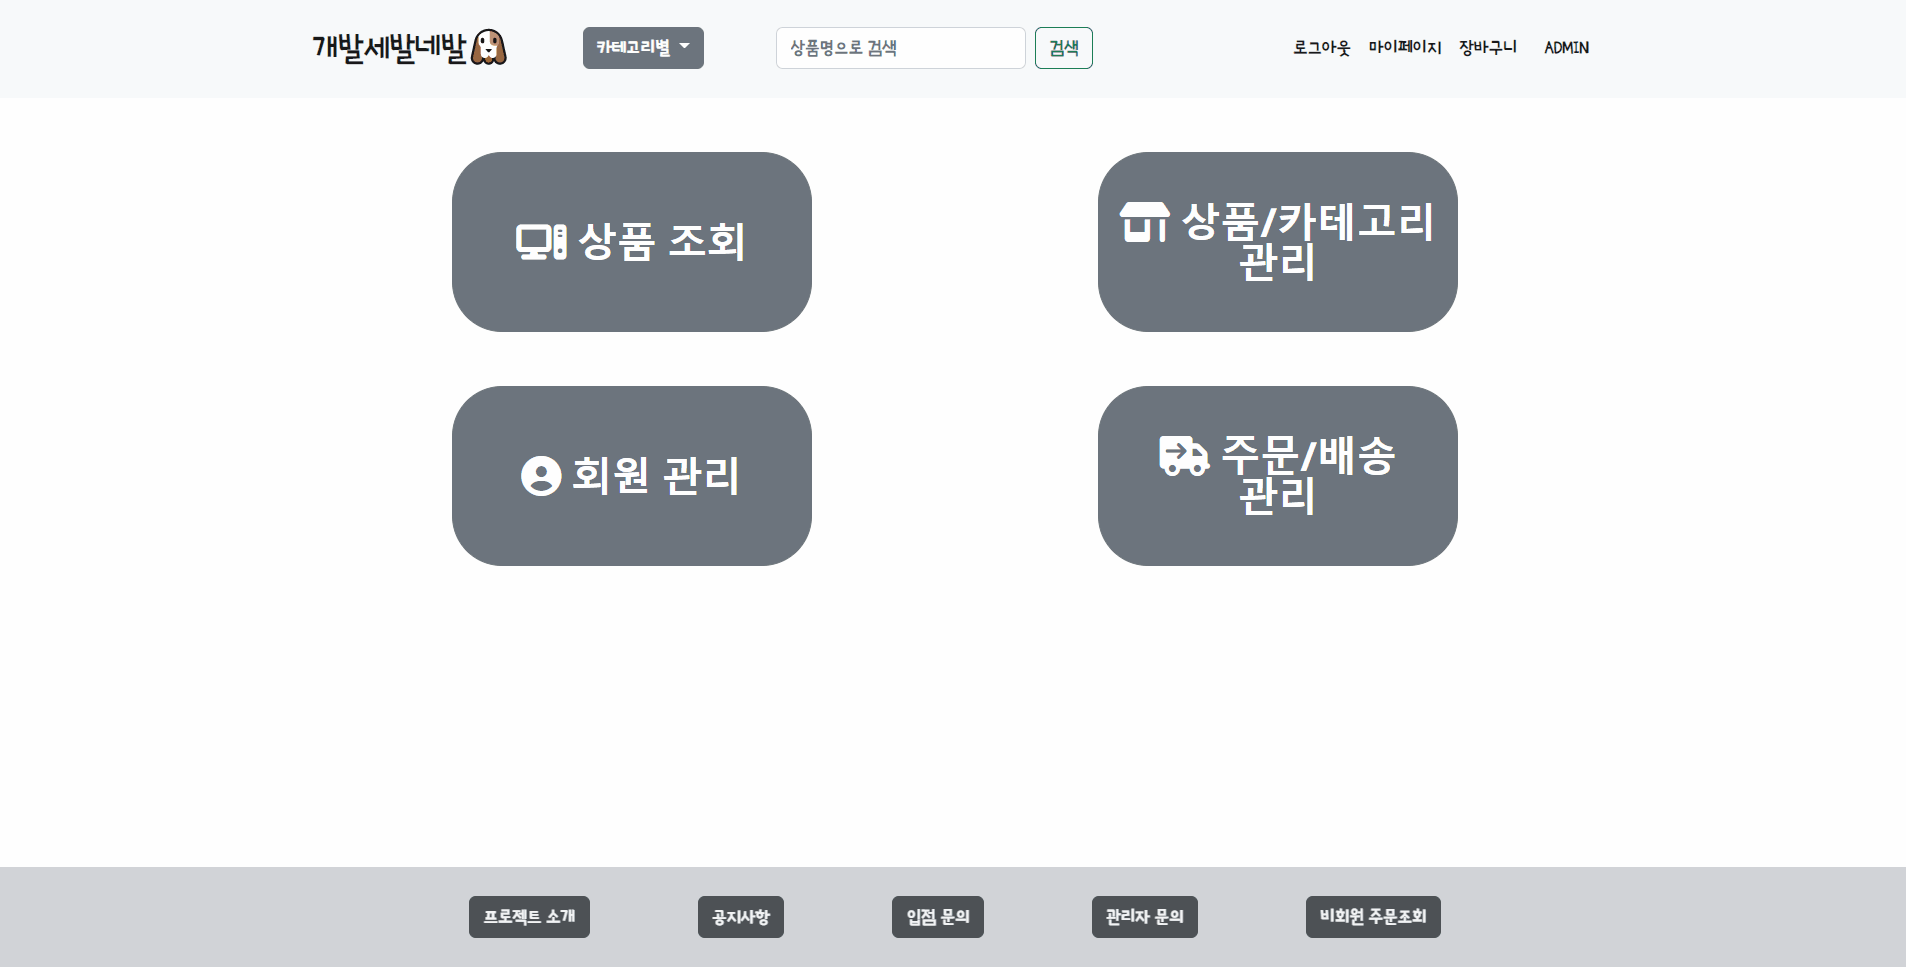 개발세발네발
카테고리별
상품명으로 검색
검색
로그아웃 마이페이지 장바구니 ADMIN
상품 조회
상품/카테고리
관리
회원 관리
주문/배송
관리
프로젝트 소개
공지사항
입점 문의
관리자 문의
비회원 주문조회